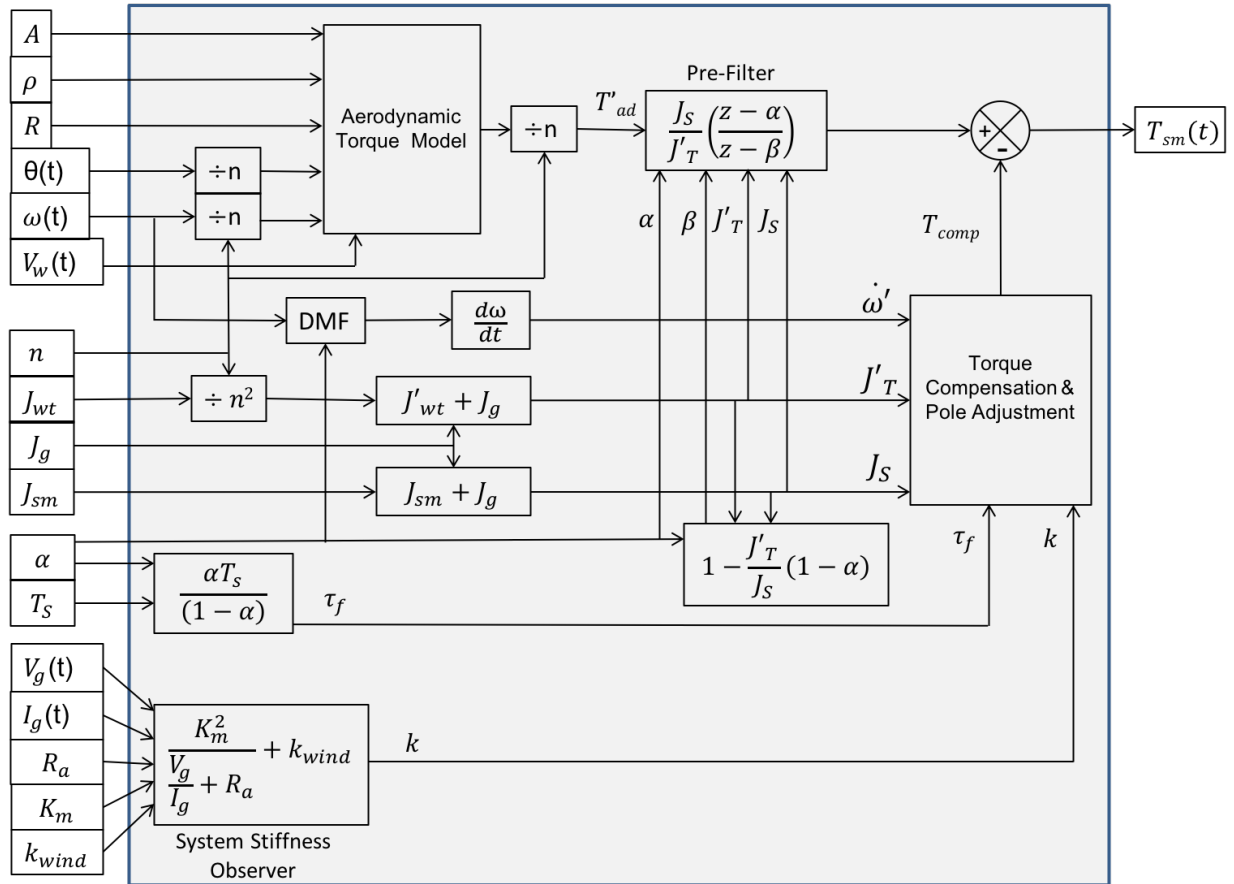 A
ρ
R
θ(t)
ω(t)
V_w(t)
n
J_wt
J_g
J_sm
α
T_S
V_g(t)
I_g(t)
R_a
K_m
k_wind
÷n
÷n
Aerodynamic
Torque Model
÷n
T'_ad
Pre-Filter
J_S/J'_T ((z − α)/(z − β))
+
-
T_sm(t)
α
β
J'_T
J_S
T_comp
DMF
dω/dt
ω̇'
÷ n²
J'_wt + J_g
J'_T
J_sm + J_g
J_S
Torque
Compensation &
Pole Adjustment
1 − J'_T/J_S (1 − α)
αT_s/(1 − α)
τ_f
τ_f
k
K_m²/(V_g/I_g + R_a) + k_wind
k
System Stiffness
Observer